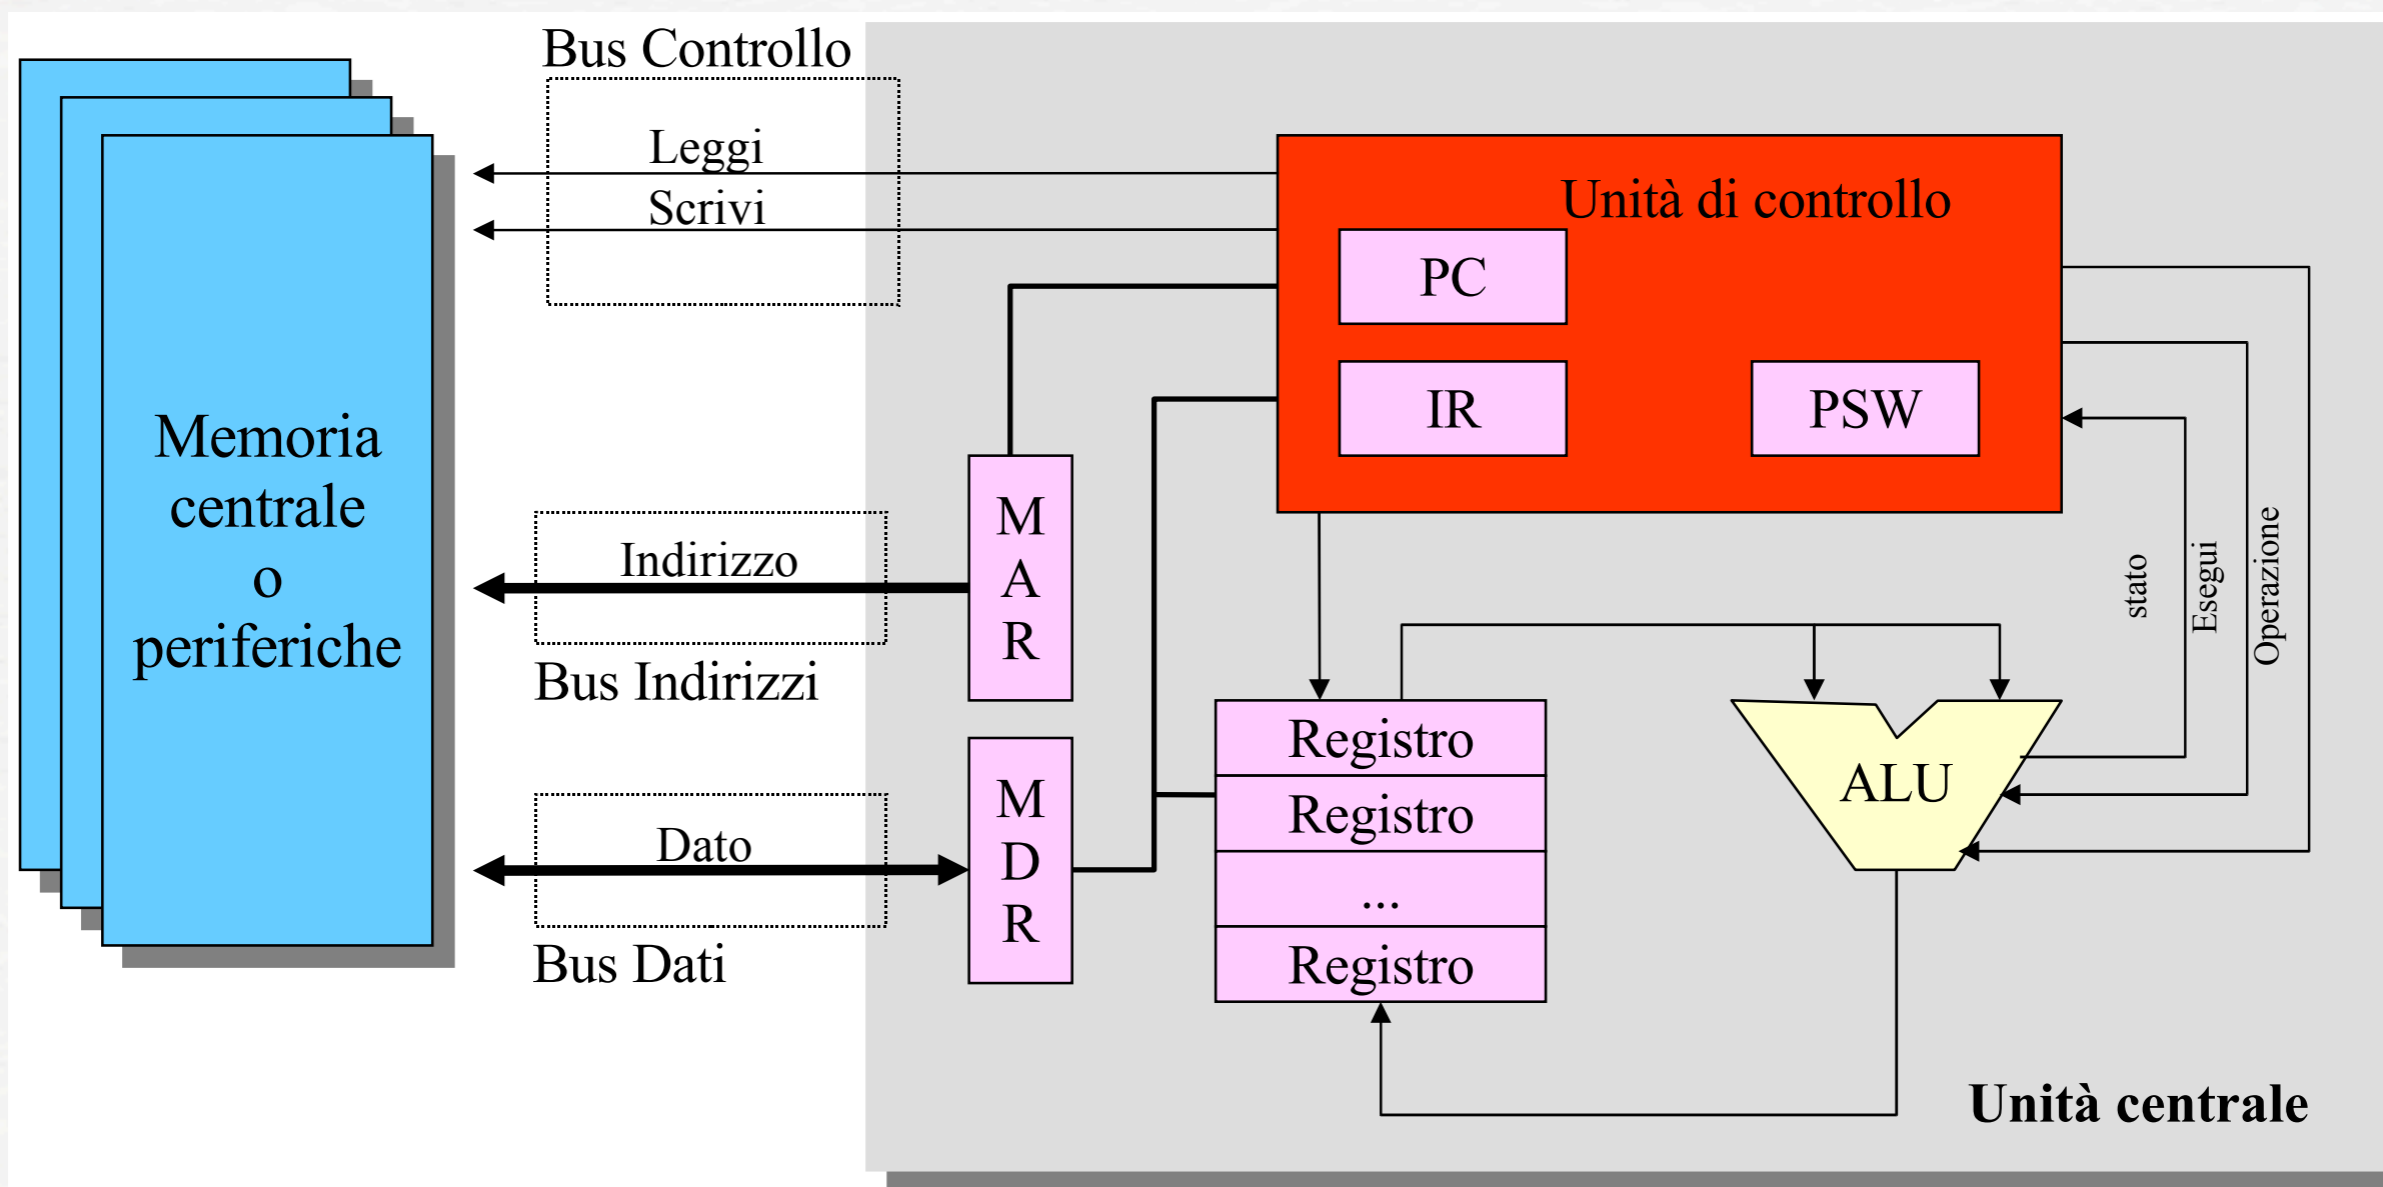 Bus Controllo
Leggi
Scrivi
Unità di controllo
PC
IR
PSW
Memoria
centrale
o
periferiche
Indirizzo
Bus Indirizzi
M
A
R
stato
Esegui
Operazione
Dato
Bus Dati
M
D
R
Registro
Registro
...
Registro
ALU
Unità centrale